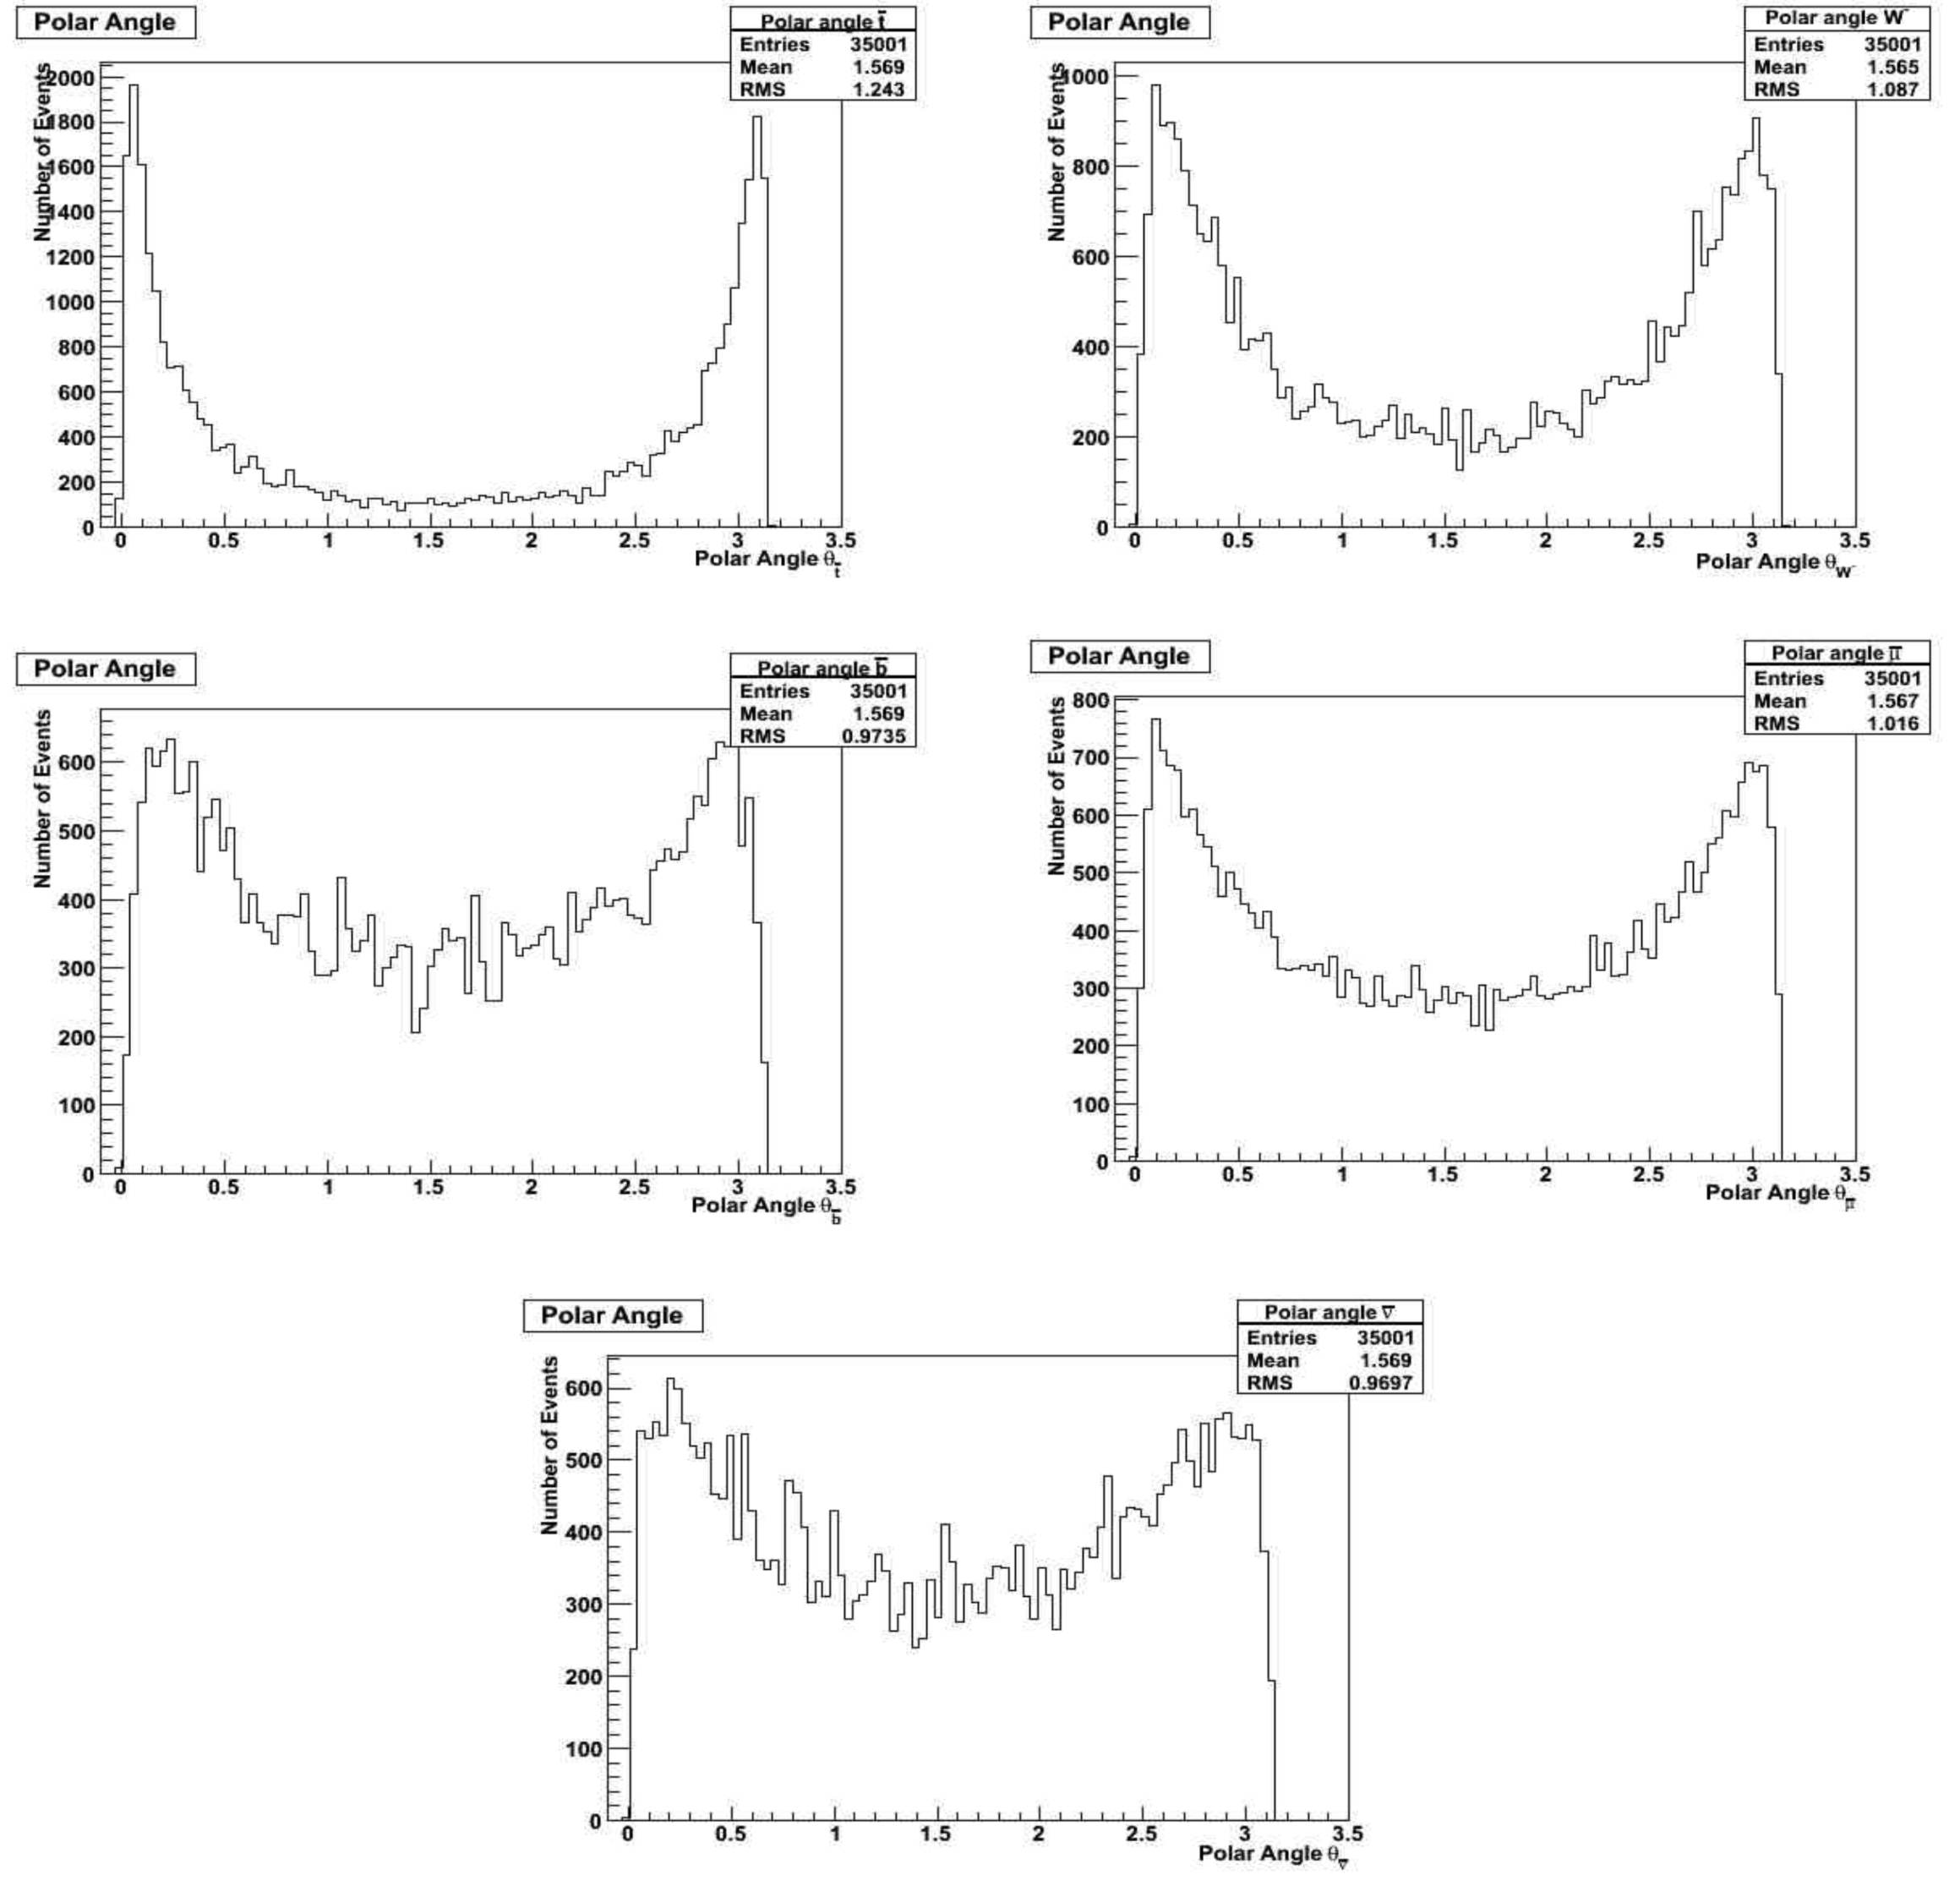 Polar Angle
Polar angle t̅
Entries 35001
Mean 1.569
RMS 1.243
Number of Events
2000
1800
1600
1400
1200
1000
800
600
400
200
0
0 0.5 1 1.5 2 2.5 3 3.5
Polar Angle θt̅
Polar Angle
Polar angle W⁻
Entries 35001
Mean 1.565
RMS 1.087
Number of Events
1000
800
600
400
200
0
0 0.5 1 1.5 2 2.5 3 3.5
Polar Angle θW⁻
Polar Angle
Polar angle b̅
Entries 35001
Mean 1.569
RMS 0.9735
Number of Events
600
500
400
300
200
100
0
0 0.5 1 1.5 2 2.5 3 3.5
Polar Angle θb̅
Polar Angle
Polar angle μ̅
Entries 35001
Mean 1.567
RMS 1.016
Number of Events
800
700
600
500
400
300
200
100
0
0 0.5 1 1.5 2 2.5 3 3.5
Polar Angle θμ̅
Polar Angle
Polar angle ν̅
Entries 35001
Mean 1.569
RMS 0.9697
Number of Events
600
500
400
300
200
100
0
0 0.5 1 1.5 2 2.5 3 3.5
Polar Angle θν̅